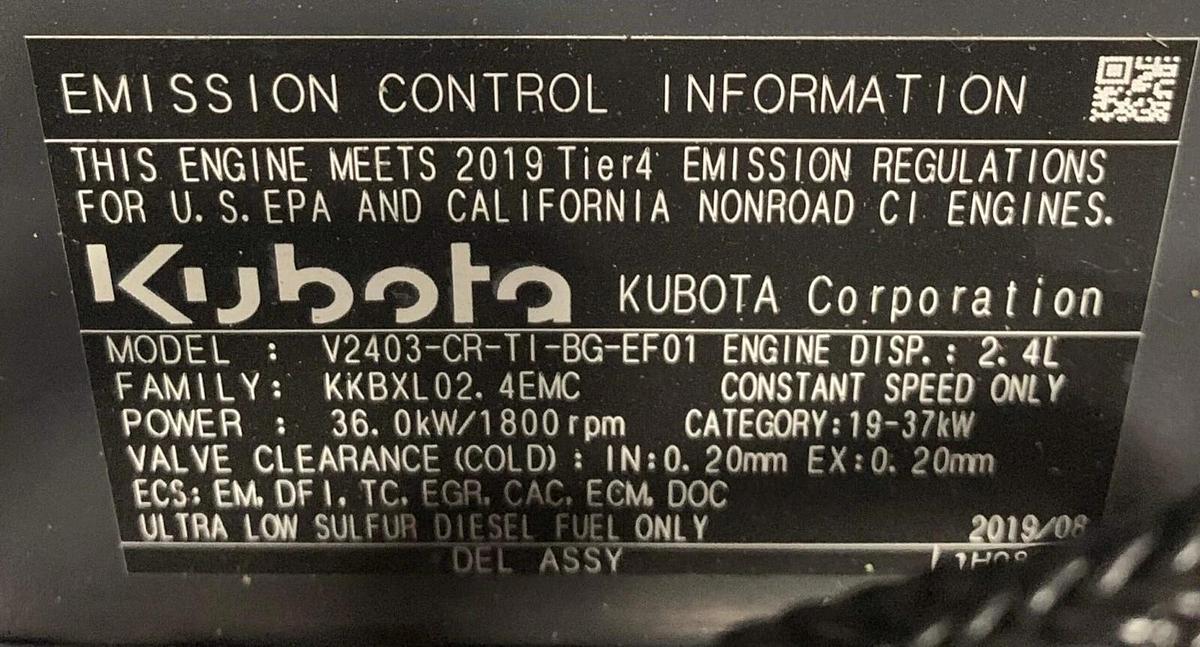 EMISSION CONTROL INFORMATION
THIS ENGINE MEETS 2019 Tier4 EMISSION REGULATIONS
FOR U.S.EPA AND CALIFORNIA NONROAD CI ENGINES.
Kubota KUBOTA Corporation
MODEL : V2403-CR-TI-BG-EF01 ENGINE DISP.: 2.4L
FAMILY: KKBXL02.4EMC CONSTANT SPEED ONLY
POWER : 36.0kW/1800rpm CATEGORY:19-37kW
VALVE CLEARANCE (COLD) : IN:0.20mm EX:0.20mm
ECS: EM, DFI, TC, EGR, CAC, ECM, DOC
ULTRA LOW SULFUR DIESEL FUEL ONLY 2019/08
DEL ASSY